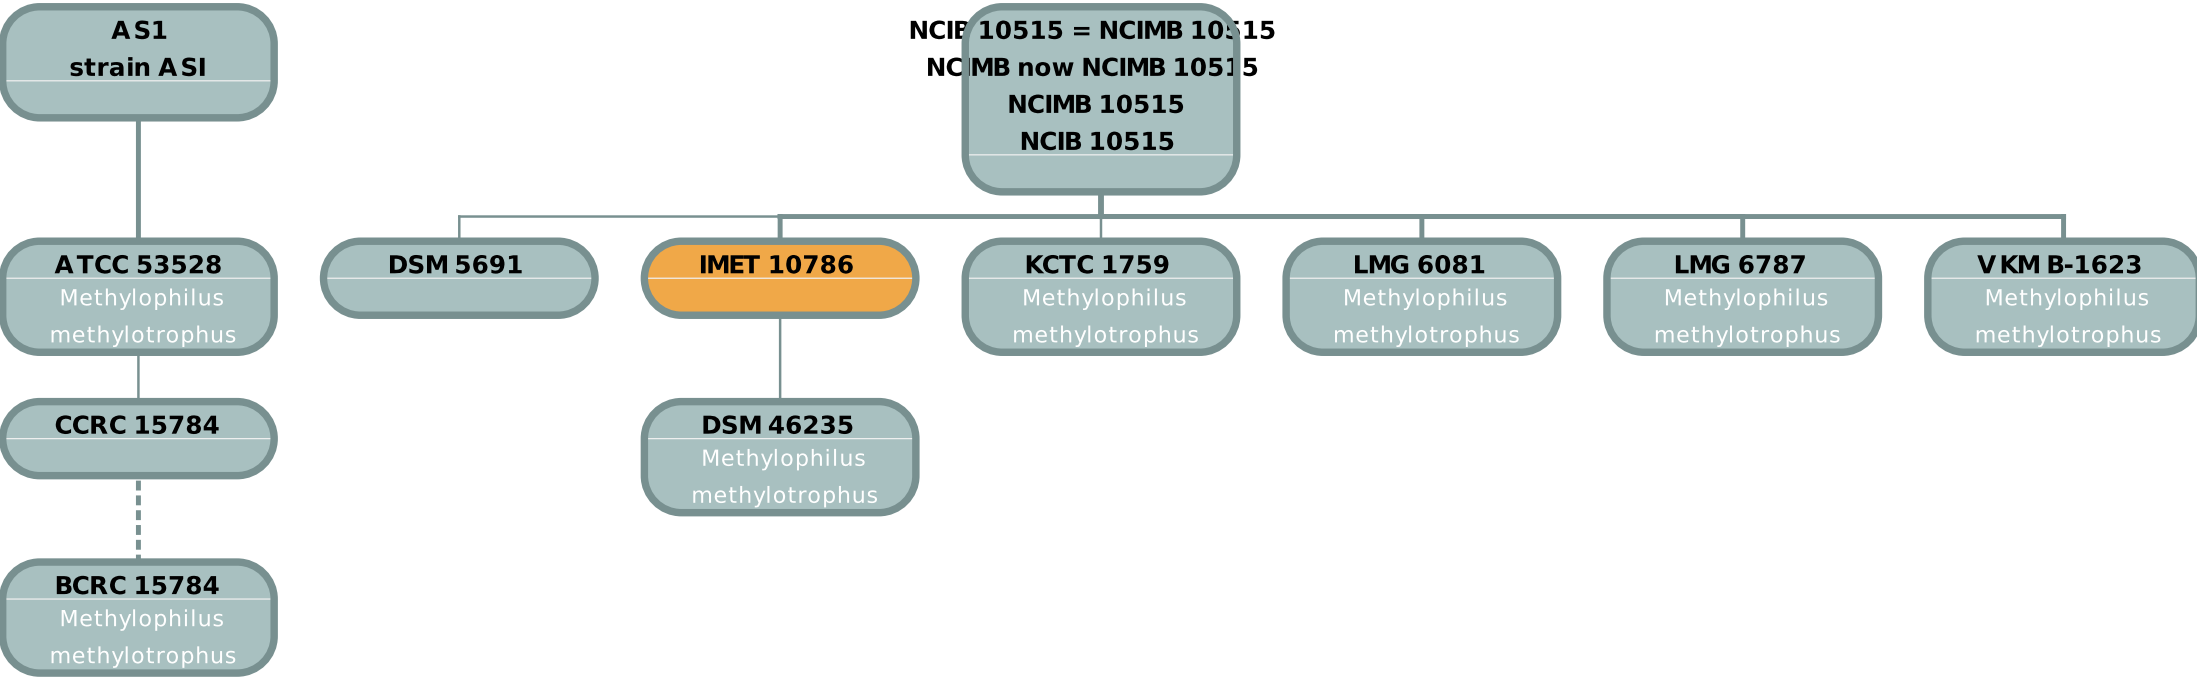 AS1
strain ASI
NCIB 10515 = NCIMB 10515
NCIMB now NCIMB 10515
NCIMB 10515
NCIB 10515
ATCC 53528
Methylophilus
methylotrophus
DSM 5691
IMET 10786
KCTC 1759
Methylophilus
methylotrophus
LMG 6081
Methylophilus
methylotrophus
LMG 6787
Methylophilus
methylotrophus
VKM B-1623
Methylophilus
methylotrophus
CCRC 15784
DSM 46235
Methylophilus
methylotrophus
BCRC 15784
Methylophilus
methylotrophus